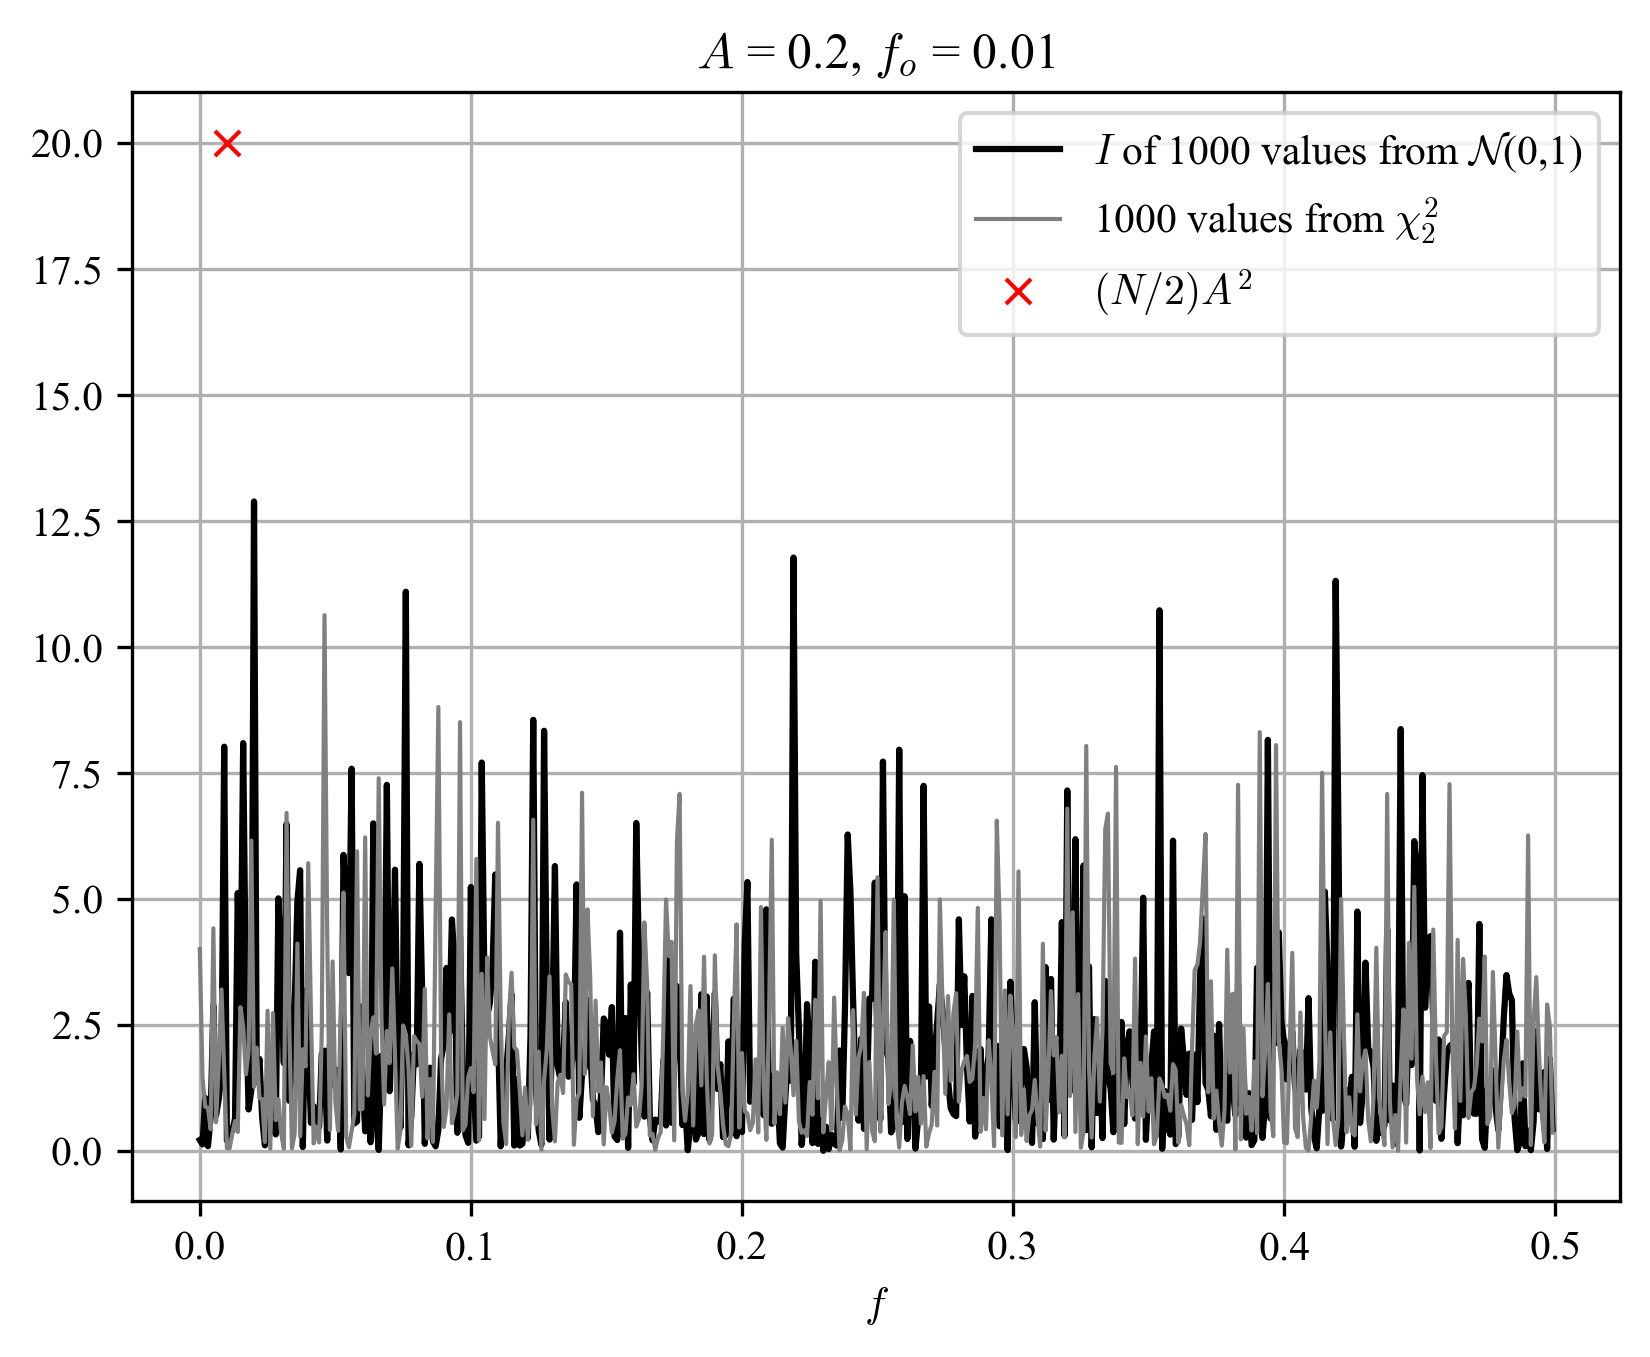 A = 0.2, fₒ = 0.01
20.0
17.5
15.0
12.5
10.0
7.5
5.0
2.5
0.0
I of 1000 values from 𝒩(0,1)
1000 values from χ₂²
(N/2)A²
0.0 0.1 0.2 0.3 0.4 0.5
f